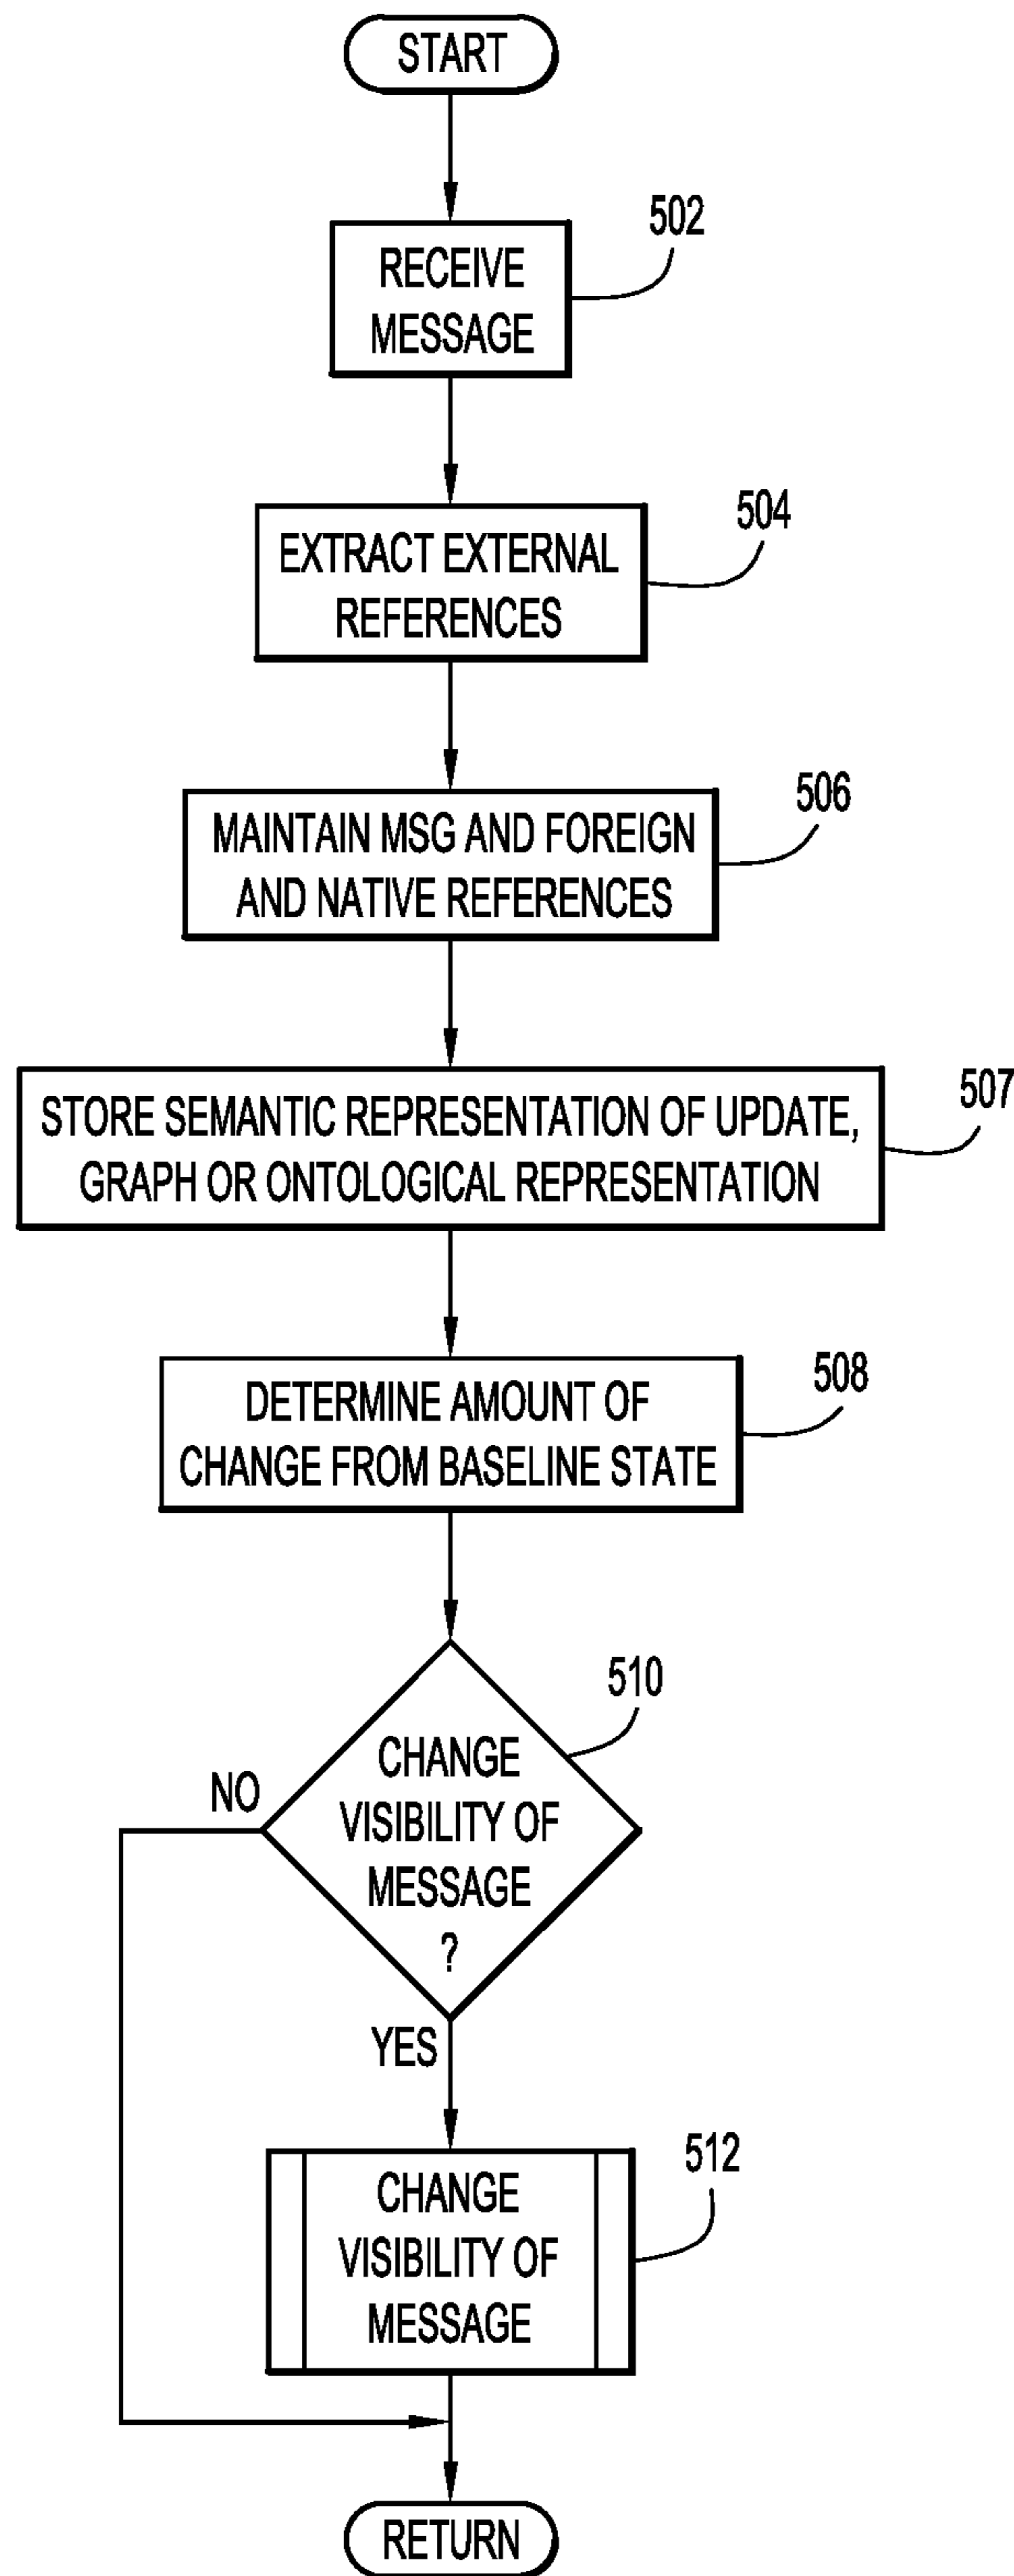 START
502
RECEIVE
MESSAGE
504
EXTRACT EXTERNAL
REFERENCES
506
MAINTAIN MSG AND FOREIGN
AND NATIVE REFERENCES
507
STORE SEMANTIC REPRESENTATION OF UPDATE,
GRAPH OR ONTOLOGICAL REPRESENTATION
508
DETERMINE AMOUNT OF
CHANGE FROM BASELINE STATE
510
CHANGE
VISIBILITY OF
MESSAGE
?
NO
YES
512
CHANGE
VISIBILITY OF
MESSAGE
RETURN